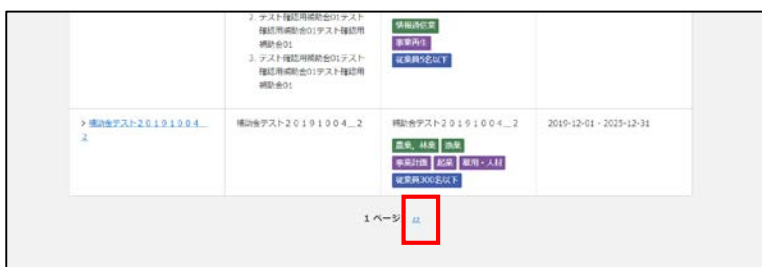 2. テスト確認用補助金01テスト
確認用補助金01テスト確認用
補助金01
3. テスト確認用補助金01テスト
確認用補助金01テスト確認用
補助金01
情報通信業
事業再生
従業員5名以下
> 補助金テスト20191004__
2
補助金テスト20191004__2
補助金テスト20191004__2
農業, 林業 漁業
事業計画 起業 雇用・人材
従業員300名以下
2019-12-01 - 2025-12-31
1 ページ